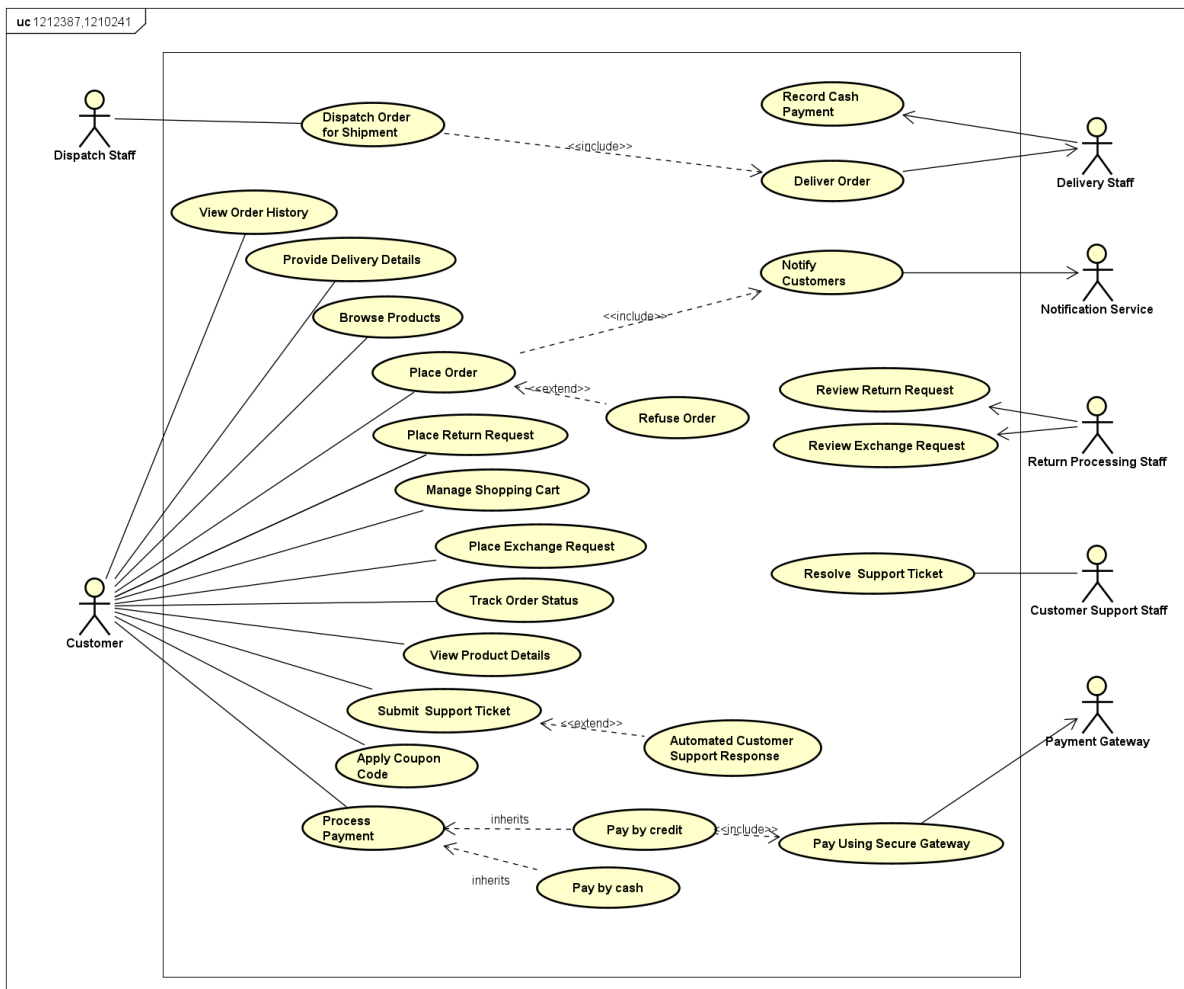 uc 1212387,1210241
Dispatch Staff
Dispatch Order
for Shipment
<<include>>
Record Cash
Payment
Deliver Order
Delivery Staff
View Order History
Provide Delivery Details
Browse Products
Place Order
<<include>>
Notify
Customers
Notification Service
<<extend>>
Refuse Order
Review Return Request
Review Exchange Request
Return Processing Staff
Place Return Request
Manage Shopping Cart
Place Exchange Request
Track Order Status
View Product Details
Customer
Resolve  Support Ticket
Customer Support Staff
Submit  Support Ticket
<<extend>>
Automated Customer
Support Response
Apply Coupon
Code
Payment Gateway
Process
Payment
inherits
Pay by credit
<<include>>
Pay Using Secure Gateway
inherits
Pay by cash